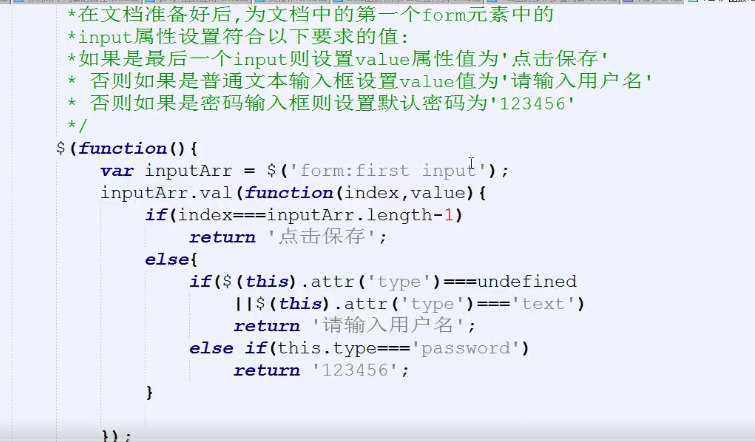 *在文档准备好后,为文档中的第一个form元素中的
*input属性设置符合以下要求的值:
*如果是最后一个input则设置value属性值为'点击保存'
* 否则如果是普通文本输入框设置value值为'请输入用户名'
* 否则如果是密码输入框则设置默认密码为'123456'
*/
$(function(){
var inputArr = $('form:first input');
inputArr.val(function(index,value){
if(index===inputArr.length-1)
return '点击保存';
else{
if($(this).attr('type')===undefined
||$(this).attr('type')==='text')
return '请输入用户名';
else if(this.type==='password')
return '123456';
}
});